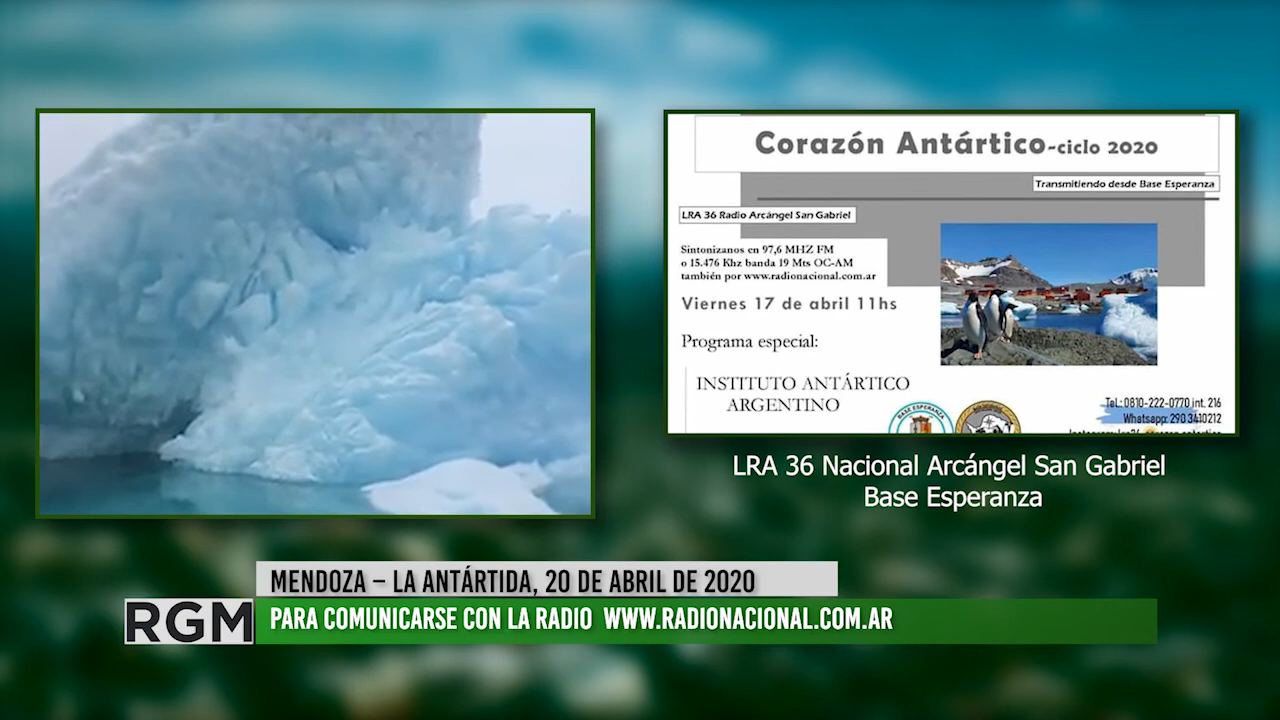 Corazón Antártico-ciclo 2020
Transmitiendo desde Base Esperanza
LRA 36 Radio Arcángel San Gabriel
Sintonizanos en 97,6 MHZ FM
o 15.476 Khz banda 19 Mts OC-AM
también por www.radionacional.com.ar
Viernes 17 de abril 11hs
Programa especial:
INSTITUTO ANTÁRTICO
ARGENTINO
BASE ESPERANZA
TeL: 0810-222-0770 int. 216
Whatsapp: 290 3410212
LRA 36 Nacional Arcángel San Gabriel
Base Esperanza
MENDOZA – LA ANTÁRTIDA, 20 DE ABRIL DE 2020
RGM
PARA COMUNICARSE CON LA RADIO WWW.RADIONACIONAL.COM.AR